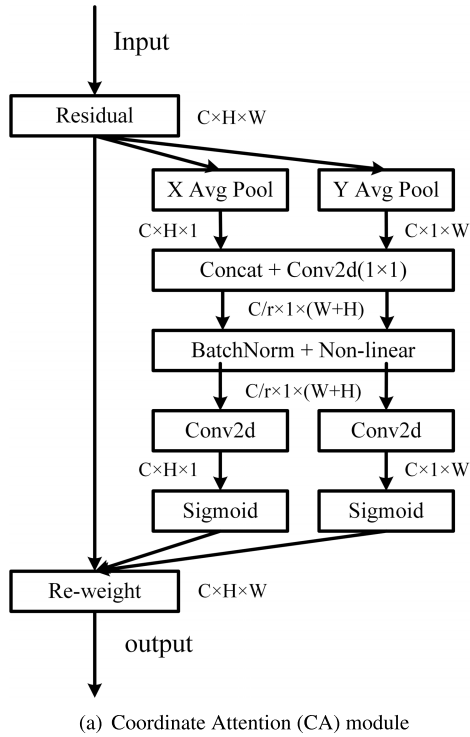 Input
Residual
C×H×W
X Avg Pool
Y Avg Pool
C×H×1
C×1×W
Concat + Conv2d(1×1)
C/r×1×(W+H)
BatchNorm + Non-linear
C/r×1×(W+H)
Conv2d
Conv2d
C×H×1
C×1×W
Sigmoid
Sigmoid
Re-weight
C×H×W
output
(a) Coordinate Attention (CA) module